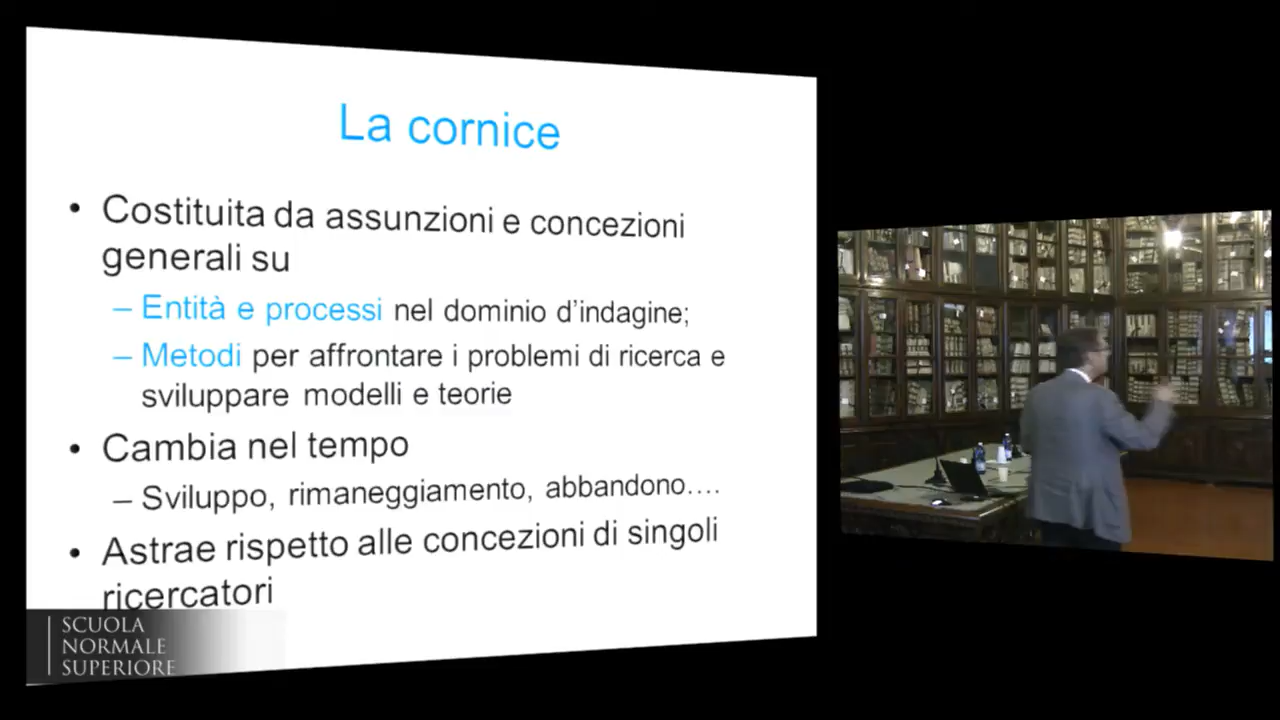 La cornice
• Costituita da assunzioni e concezioni
generali su
– Entità e processi nel dominio d'indagine;
– Metodi per affrontare i problemi di ricerca e
sviluppare modelli e teorie
• Cambia nel tempo
– Sviluppo, rimaneggiamento, abbandono....
• Astrae rispetto alle concezioni di singoli
ricercatori
SCUOLA
NORMALE
SUPERIORE